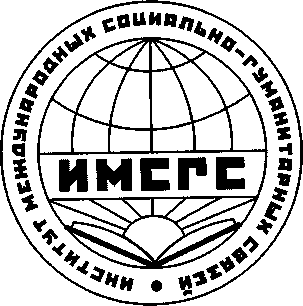 ИНСТИТУТ МЕЖДУНАРОДНЫХ СОЦИАЛЬНО-ГУМАНИТАРНЫХ СВЯЗЕЙ
ИМСГС